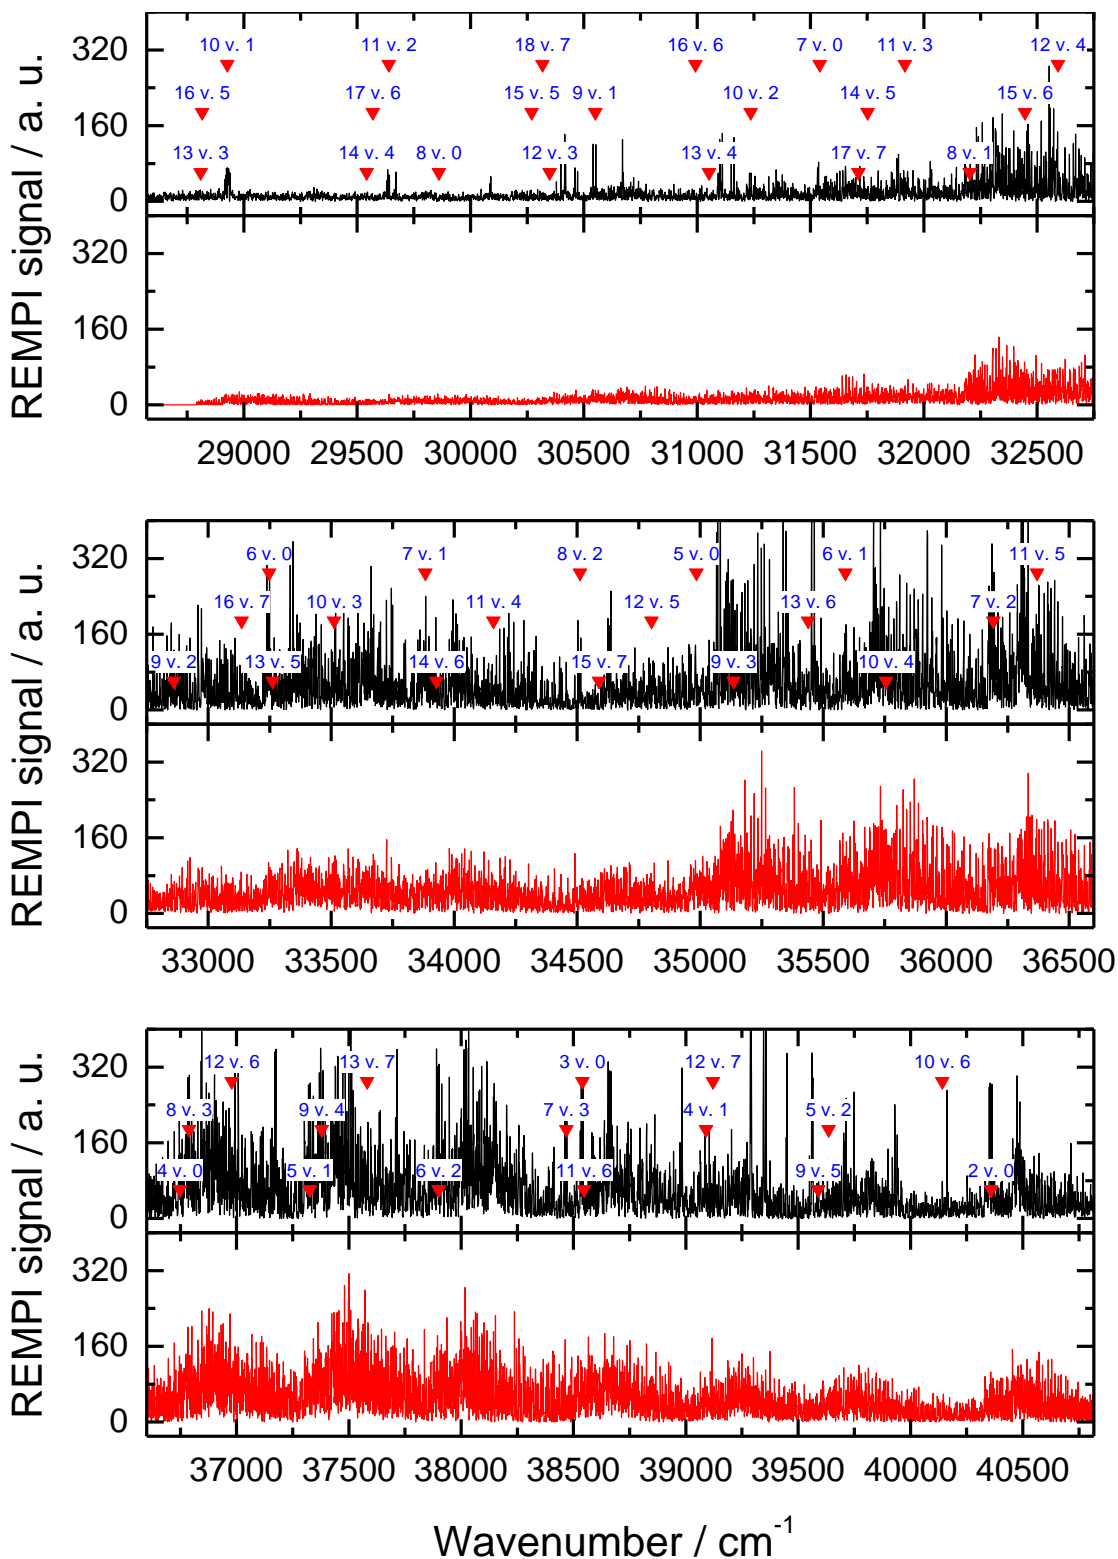 REMPI signal / a. u.
320
160
0
10 v. 1
11 v. 2
18 v. 7
16 v. 6
7 v. 0
11 v. 3
12 v. 4
16 v. 5
17 v. 6
15 v. 5
9 v. 1
10 v. 2
14 v. 5
15 v. 6
13 v. 3
14 v. 4
8 v. 0
12 v. 3
13 v. 4
17 v. 7
8 v. 1
REMPI signal / a. u.
320
160
0
29000 29500 30000 30500 31000 31500 32000 32500
REMPI signal / a. u.
320
160
0
6 v. 0
7 v. 1
8 v. 2
5 v. 0
6 v. 1
11 v. 5
16 v. 7
10 v. 3
11 v. 4
12 v. 5
13 v. 6
7 v. 2
9 v. 2
13 v. 5
14 v. 6
15 v. 7
9 v. 3
10 v. 4
REMPI signal / a. u.
320
160
0
33000 33500 34000 34500 35000 35500 36000 36500
REMPI signal / a. u.
320
160
0
12 v. 6
13 v. 7
3 v. 0
12 v. 7
10 v. 6
8 v. 3
9 v. 4
7 v. 3
4 v. 1
5 v. 2
4 v. 0
5 v. 1
6 v. 2
11 v. 6
9 v. 5
2 v. 0
REMPI signal / a. u.
320
160
0
37000 37500 38000 38500 39000 39500 40000 40500
Wavenumber / cm⁻¹